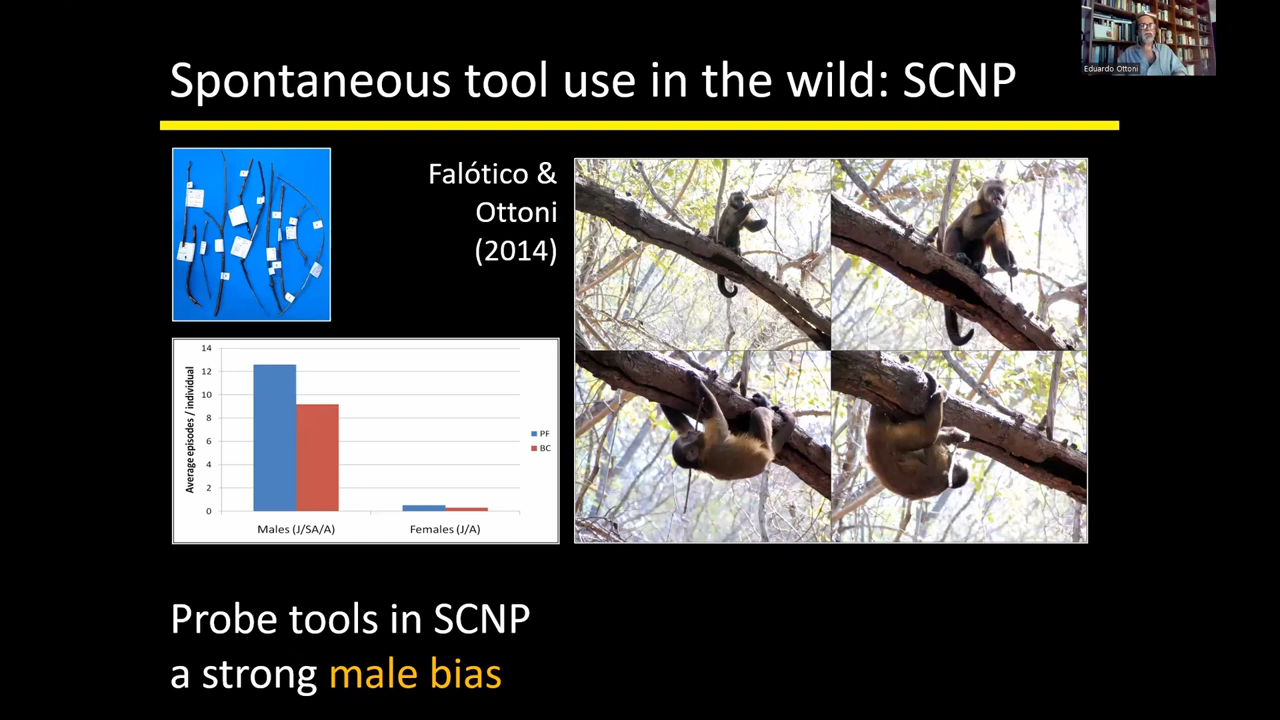 Spontaneous tool use in the wild: SCNP
Eduardo Ottoni
Falótico &
Ottoni
(2014)
14
12
10
8
6
4
2
0
Average episodes / individual
PF
BC
Males (J/SA/A)
Females (J/A)
Probe tools in SCNP
a strong male bias